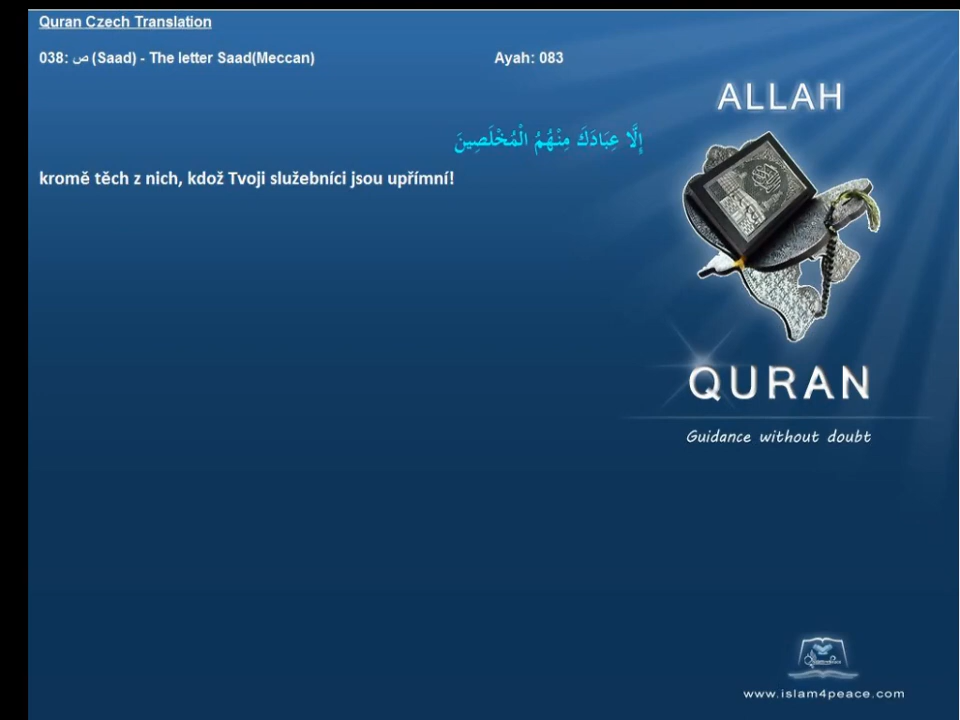 Quran Czech Translation
038: ص (Saad) - The letter Saad(Meccan) Ayah: 083
ALLAH
إِلَّا عِبَادَكَ مِنْهُمُ الْمُخْلَصِينَ
kromě těch z nich, kdož Tvoji služebníci jsou upřímní!
QURAN
Guidance without doubt
www.islam4peace.com